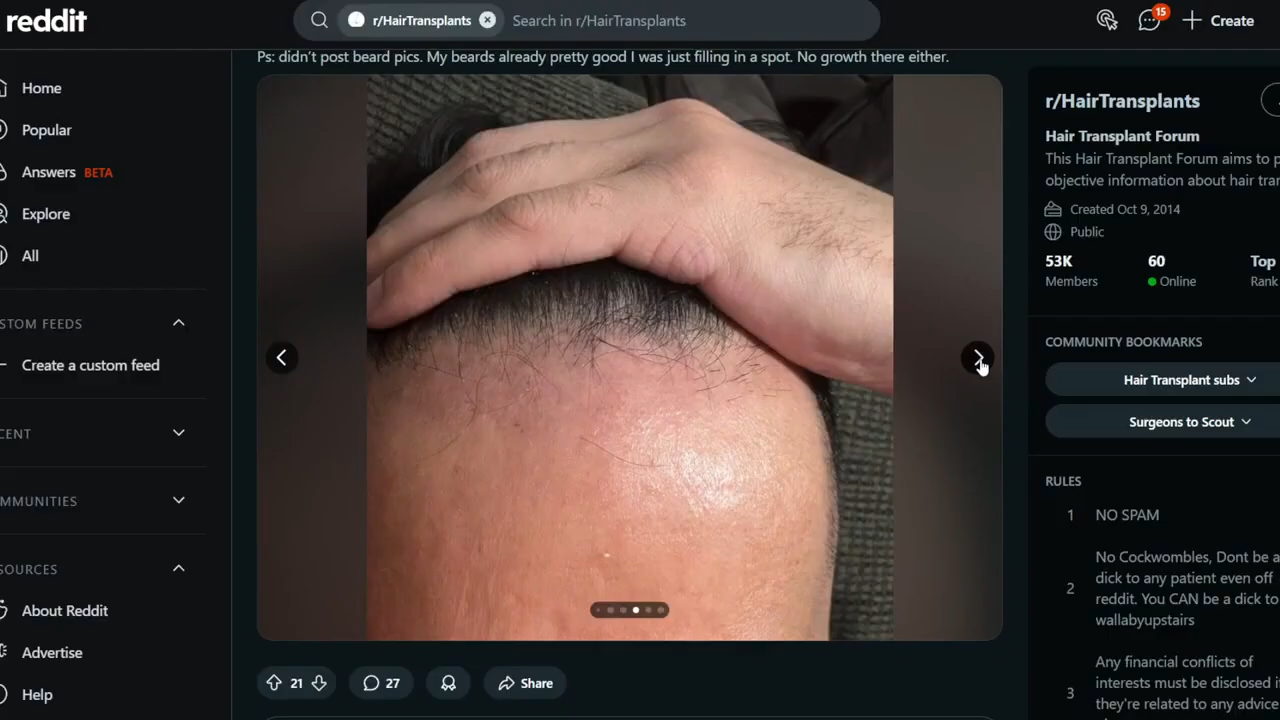 reddit
r/HairTransplants
Search in r/HairTransplants
15
Create
Home
Popular
Answers BETA
Explore
All
STOM FEEDS
Create a custom feed
CENT
MMUNITIES
SOURCES
About Reddit
Advertise
Help
Ps: didn't post beard pics. My beards already pretty good I was just filling in a spot. No growth there either.
21
27
Share
r/HairTransplants
Hair Transplant Forum
This Hair Transplant Forum aims to p
objective information about hair tran
Created Oct 9, 2014
Public
53K 60 Top
Members Online Rank
COMMUNITY BOOKMARKS
Hair Transplant subs
Surgeons to Scout
RULES
1 NO SPAM
2 No Cockwombles, Dont be a
dick to any patient even off
reddit. You CAN be a dick to
wallabyupstairs
3 Any financial conflicts of
interests must be disclosed i
they're related to any advice